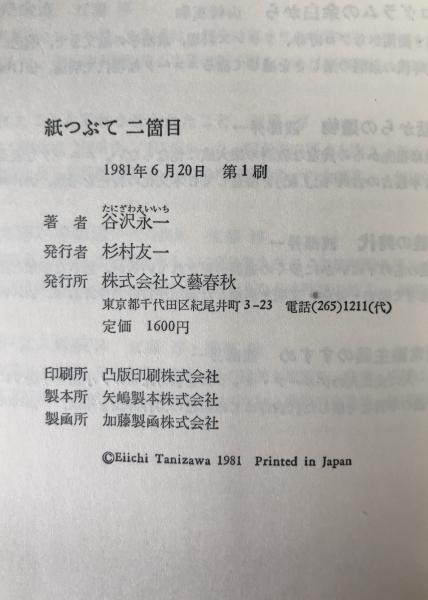 紙つぶて 二箇目
1981年6月20日 第1刷
たにざわえいいち
著者 谷沢永一
発行者 杉村友一
発行所 株式会社文藝春秋
東京都千代田区紀尾井町3-23 電話(265)1211(代)
定価 1600円
印刷所 凸版印刷株式会社
製本所 矢嶋製本株式会社
製函所 加藤製函株式会社
©Eiichi Tanizawa 1981 Printed in Japan